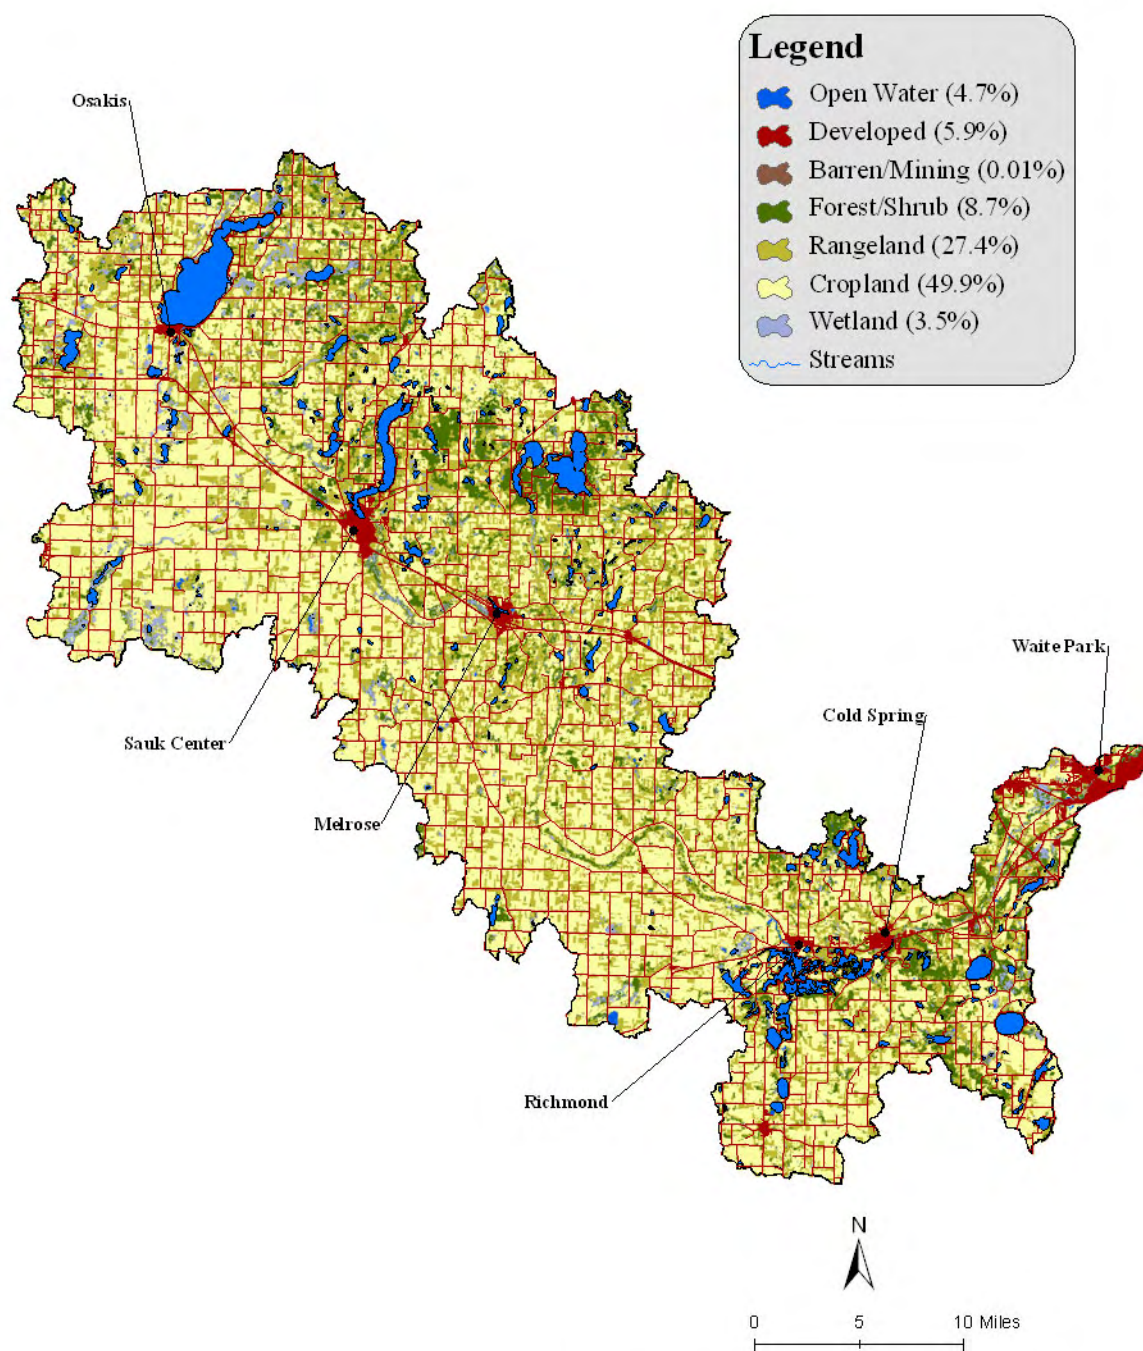 Legend
Open Water (4.7%)
Developed (5.9%)
Barren/Mining (0.01%)
Forest/Shrub (8.7%)
Rangeland (27.4%)
Cropland (49.9%)
Wetland (3.5%)
Streams
Osakis
Waite Park
Cold Spring
Sauk Center
Melrose
Richmond
N
0 5 10 Miles